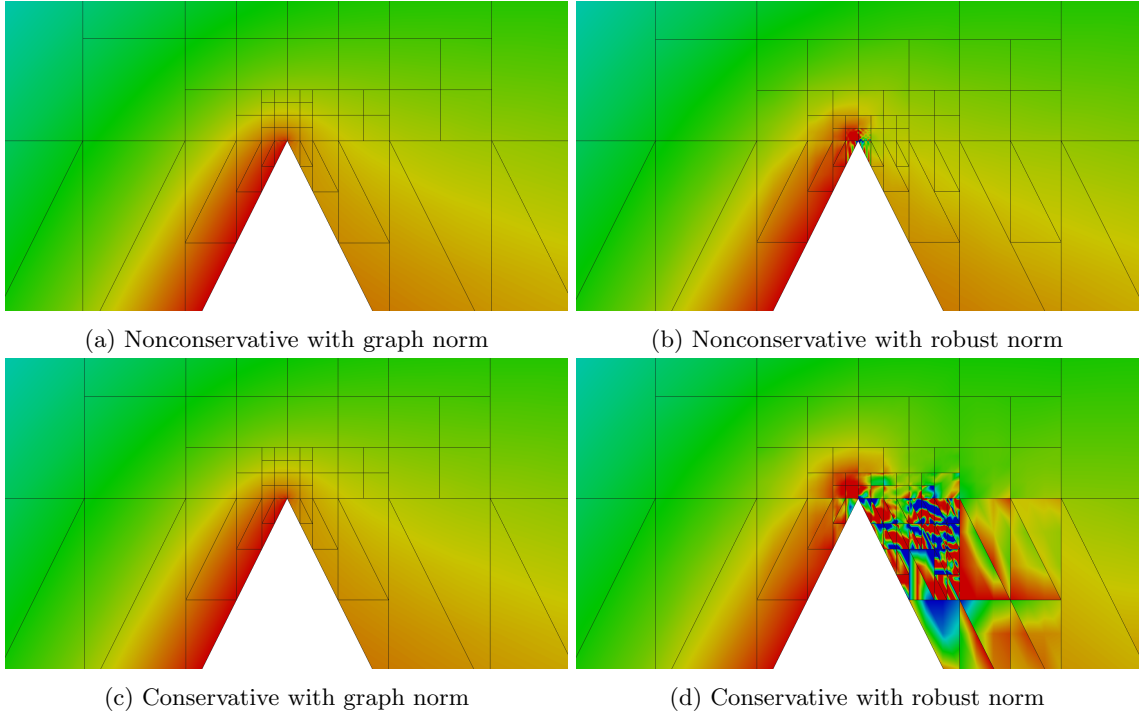 (a) Nonconservative with graph norm
(b) Nonconservative with robust norm
(c) Conservative with graph norm
(d) Conservative with robust norm